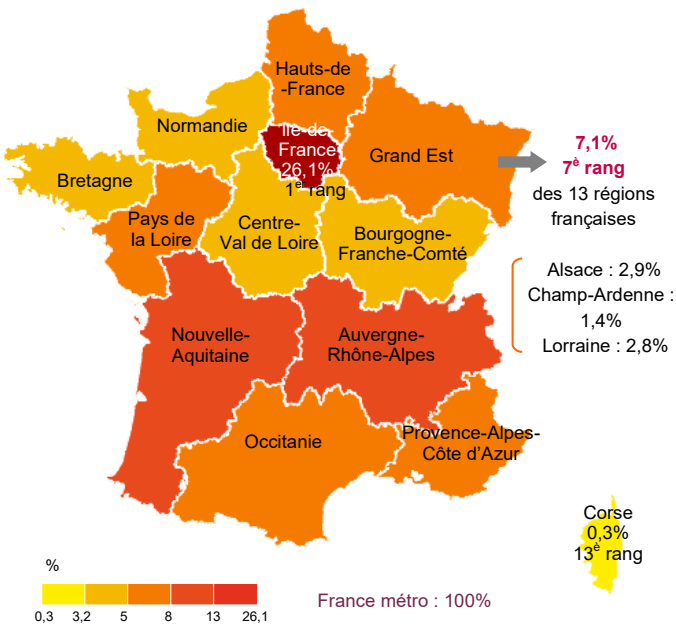 Hauts-de
-France
Normandie
Île-de-
France
26,1%
1er rang
Grand Est
7,1%
7è rang
des 13 régions
françaises
Bretagne
Pays de
la Loire
Centre-
Val de Loire
Bourgogne-
Franche-Comté
Alsace : 2,9%
Champ-Ardenne :
1,4%
Lorraine : 2,8%
Nouvelle-
Aquitaine
Auvergne-
Rhône-Alpes
Occitanie
Provence-Alpes-
Côte d’Azur
Corse
0,3%
13è rang
%
0,3 3,2 5 8 13 26,1
France métro : 100%